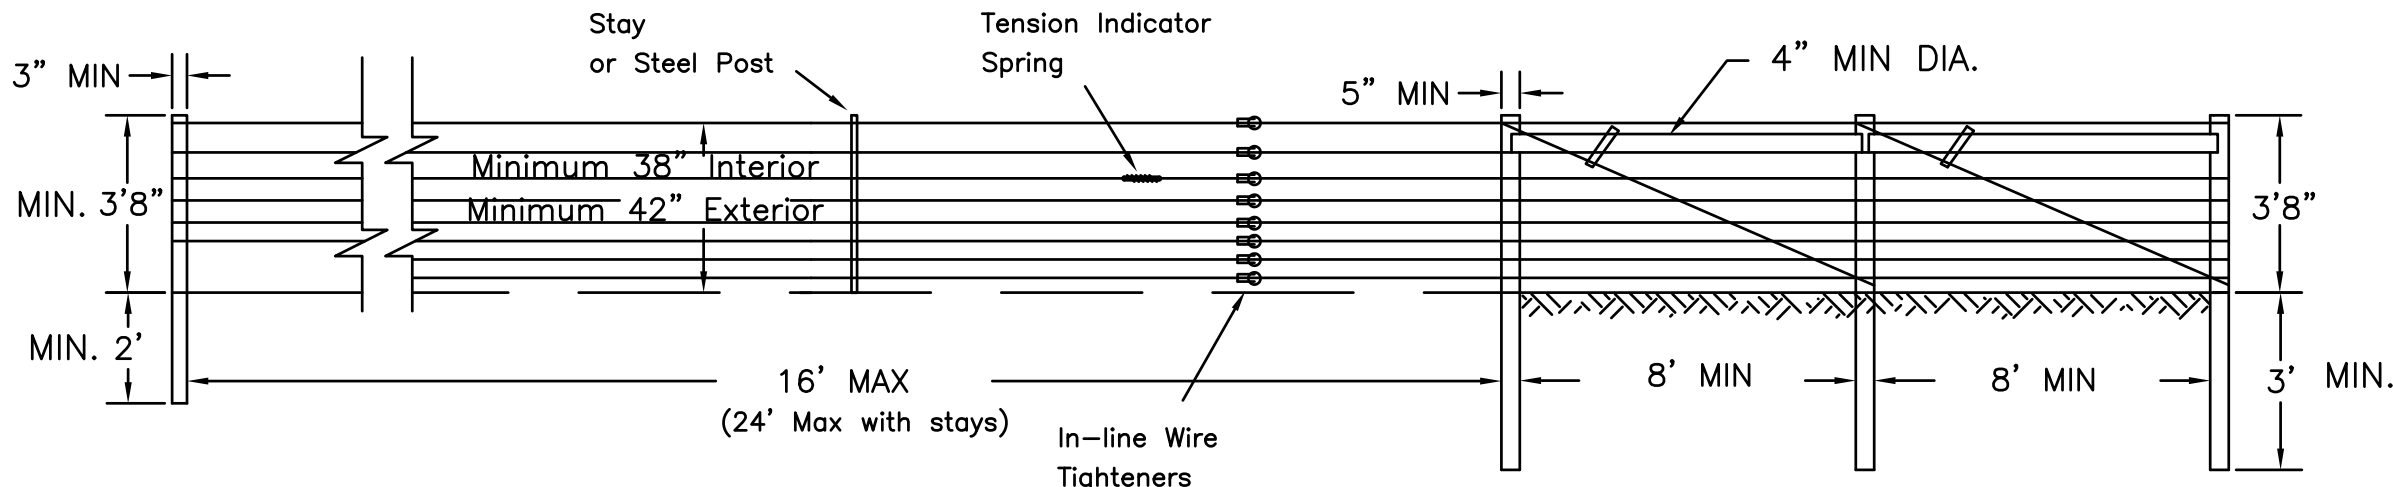 Stay
or Steel Post
Tension Indicator
Spring
3” MIN
5” MIN
4” MIN DIA.
Minimum 38” Interior
Minimum 42” Exterior
MIN. 3'8”
3'8”
MIN. 2'
16' MAX
(24' Max with stays)
8' MIN
8' MIN
3' MIN.
In-line Wire
Tighteners